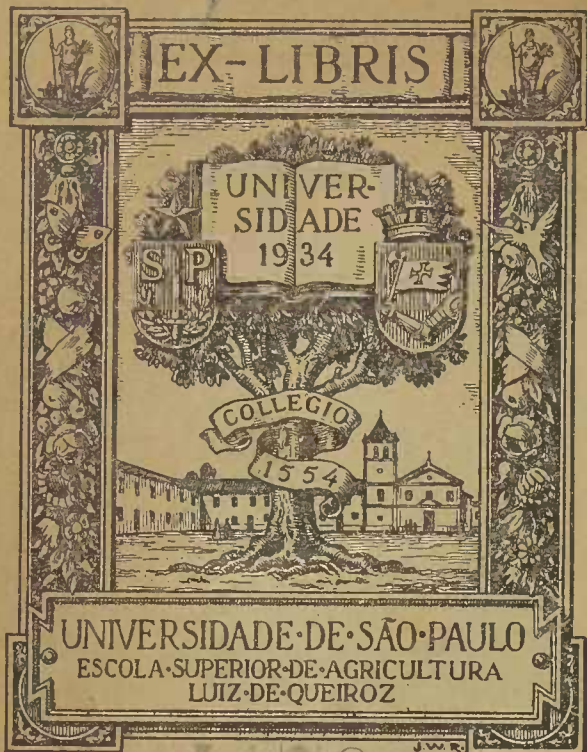 EX-LIBRIS
UNIVER-
SIDADE
1934
S P
COLLEGIO
1554
UNIVERSIDADE·DE·SÃO·PAULO
ESCOLA·SUPERIOR·DE·AGRICULTURA
LUIZ·DE·QUEIROZ
J.W.R.